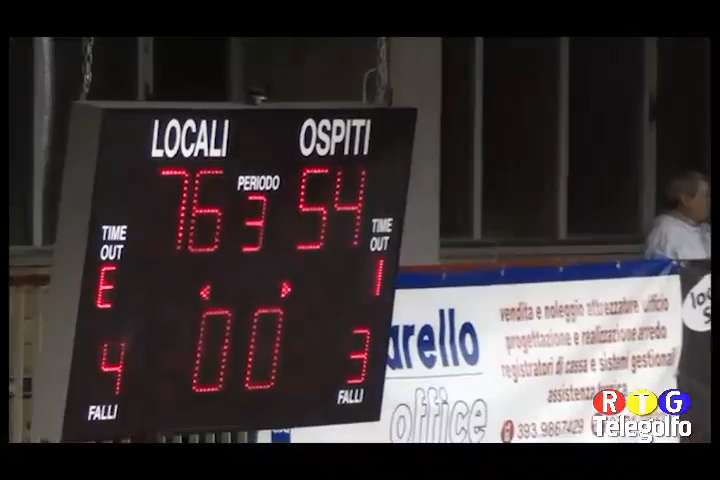 LOCALI OSPITI
76 PERIODO 54
3
TIME OUT TIME OUT
E 1
00
4 3
FALLI FALLI
arello
office
vendita e noleggio attrezzature ufficio
progettazione e realizzazione arredo
registratori di cassa e sistemi gestionali
assistenza
393.9867429
RTG
Telegolfo